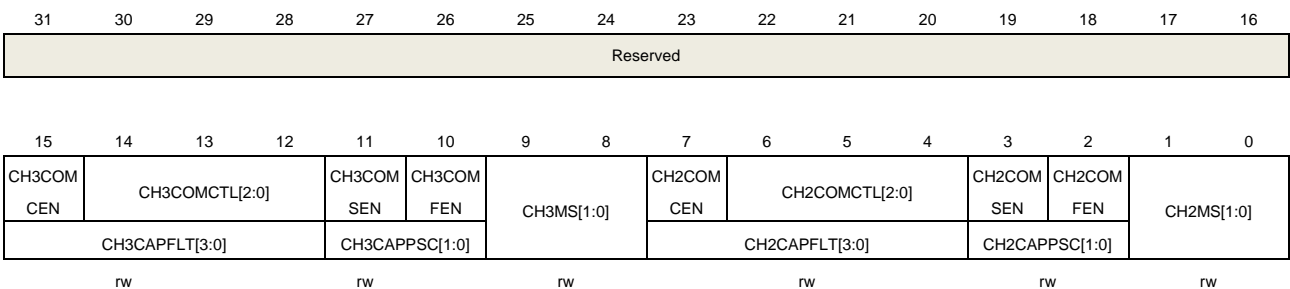 31 30 29 28 27 26 25 24 23 22 21 20 19 18 17 16
Reserved
15 14 13 12 11 10 9 8 7 6 5 4 3 2 1 0
CH3COM CEN CH3COMCTL[2:0] CH3COM SEN CH3COM FEN CH3MS[1:0] CH2COM CEN CH2COMCTL[2:0] CH2COM SEN CH2COM FEN CH2MS[1:0]
CH3CAPFLT[3:0] CH3CAPPSC[1:0] CH2CAPFLT[3:0] CH2CAPPSC[1:0]
rw rw rw rw rw rw